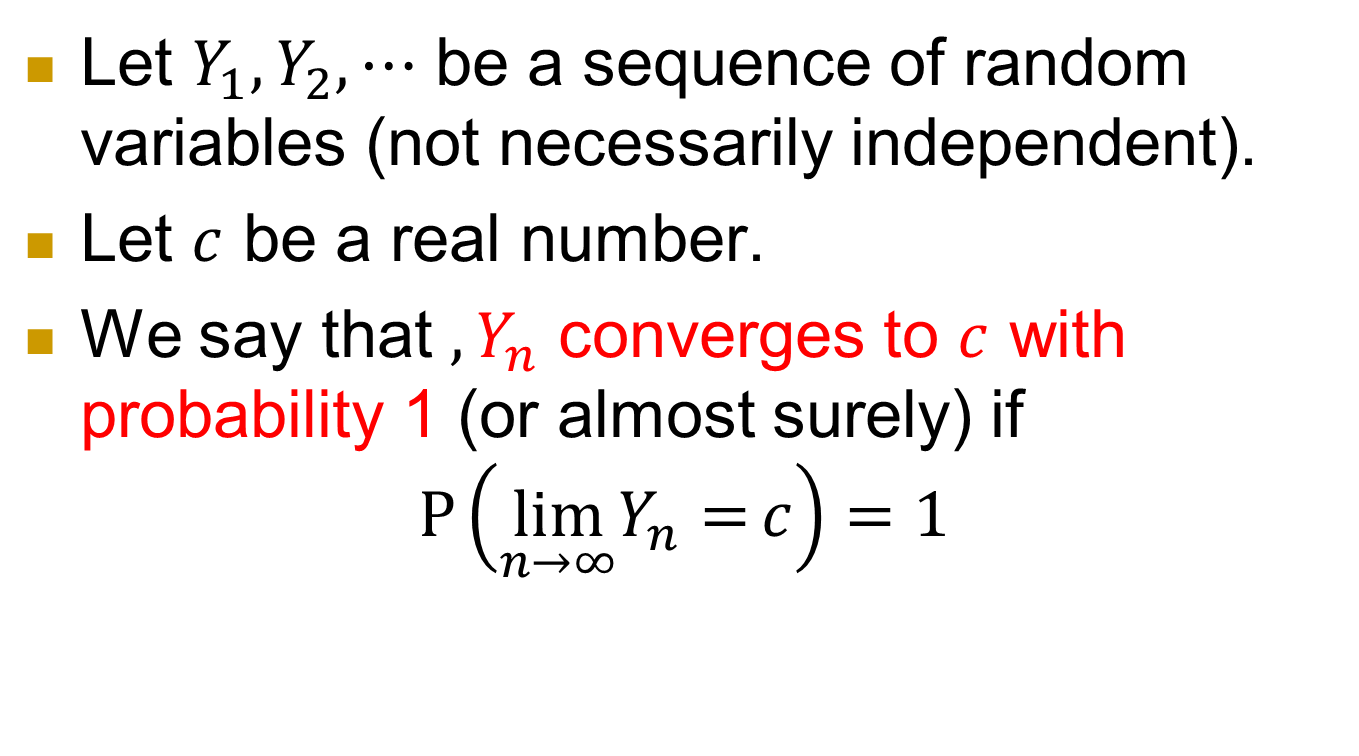 ■ Let 𝑌₁, 𝑌₂, ⋯ be a sequence of random
variables (not necessarily independent).
■ Let 𝑐 be a real number.
■ We say that , 𝑌ₙ converges to 𝑐 with
probability 1 (or almost surely) if
P(lim_{𝑛→∞} 𝑌ₙ = 𝑐) = 1